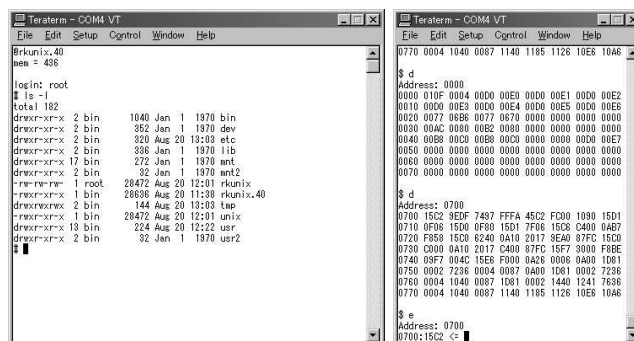 Teraterm - COM4 VT
File Edit Setup Control Window Help
@rkunix.40
mem = 436
login: root
# ls -l
total 182
drwxr-xr-x 2 bin 1040 Jan 1 1970 bin
drwxr-xr-x 2 bin 352 Jan 1 1970 dev
drwxr-xr-x 2 bin 320 Aug 20 13:03 etc
drwxr-xr-x 2 bin 336 Jan 1 1970 lib
drwxr-xr-x 17 bin 272 Jan 1 1970 mnt
drwxr-xr-x 2 bin 32 Jan 1 1970 mnt2
-rw-rw-rw- 1 root 28472 Aug 20 12:01 rkunix
-rwxr-xr-x 1 bin 28636 Aug 20 11:38 rkunix.40
drwxrwxrwx 2 bin 144 Aug 20 13:03 tmp
-rwxr-xr-x 1 bin 28472 Aug 20 12:01 unix
drwxr-xr-x 13 bin 224 Aug 20 12:22 usr
drwxr-xr-x 2 bin 32 Jan 1 1970 usr2
#
Teraterm - COM4 VT
File Edit Setup Control Window Help
0770 0004 1040 0087 1140 1185 1126 10E6 10A6
$ d
Address: 0000
0000 010F 0004 00D0 00E0 00D0 00E1 00D0 00E2
0010 00D0 00E3 00D0 00E4 00D0 00E5 00D0 00E6
0020 0077 06B6 0077 0670 0000 0000 0000 0000
0030 00AC 0080 00B2 0080 0000 0000 0000 0000
0040 00B8 00C0 00B8 00C0 0000 0000 00D0 00E7
0050 0000 0000 0000 0000 0000 0000 0000 0000
0060 0000 0000 0000 0000 0000 0000 0000 0000
0070 0000 0000 0000 0000 0000 0000 0000 0000
$ d
Address: 0700
0700 15C2 9EDF 7497 FFFA 45C2 FC00 1090 15D1
0710 0F06 15D0 0F80 15D1 7F06 15C6 C400 0AB7
0720 F858 15C0 6240 0A10 2017 9EA0 87FC 15C0
0730 C000 0A10 2017 C400 87FC 15F7 3000 F8BE
0740 09F7 004C 15E6 F000 0A26 0006 0A00 1D81
0750 0002 7236 0004 0087 0A00 1D81 0002 7236
0760 0004 1040 0087 1D81 0002 1440 1241 7636
0770 0004 1040 0087 1140 1185 1126 10E6 10A6
$ e
Address: 0700
0700:15C2 <=